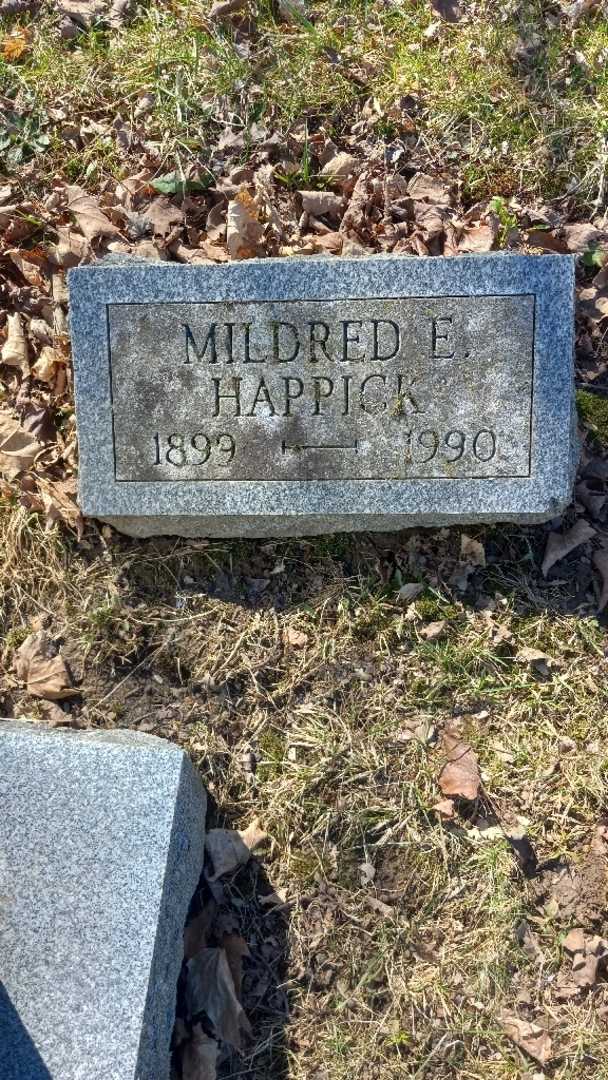 MILDRED E.
HAPPICK
1899 — 1990